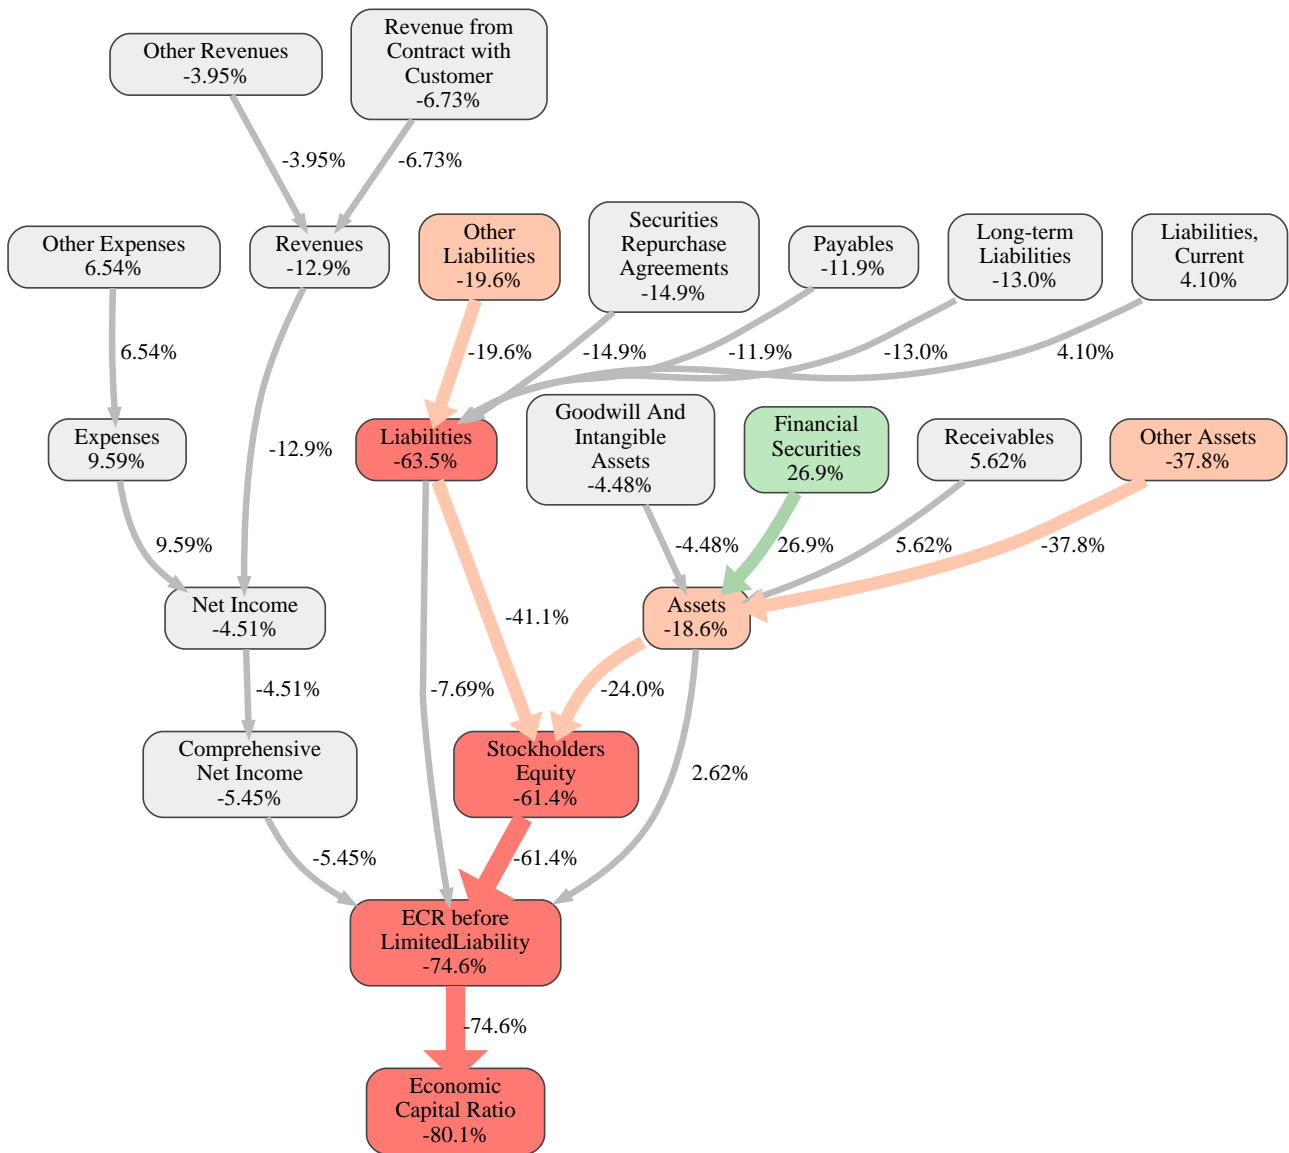 Other Revenues
-3.95%
Revenue from
Contract with
Customer
-6.73%
-3.95%
-6.73%
Other Expenses
6.54%
Revenues
-12.9%
Other
Liabilities
-19.6%
Securities
Repurchase
Agreements
-14.9%
Payables
-11.9%
Long-term
Liabilities
-13.0%
Liabilities,
Current
4.10%
6.54%
-19.6%
-14.9%
-11.9%
-13.0%
4.10%
Expenses
9.59%
-12.9%
Liabilities
-63.5%
Goodwill And
Intangible
Assets
-4.48%
Financial
Securities
26.9%
Receivables
5.62%
Other Assets
-37.8%
9.59%
-4.48%
26.9%
5.62%
-37.8%
Net Income
-4.51%
-41.1%
Assets
-18.6%
-4.51%
-7.69%
-24.0%
Comprehensive
Net Income
-5.45%
Stockholders
Equity
-61.4%
2.62%
-5.45%
-61.4%
ECR before
LimitedLiability
-74.6%
-74.6%
Economic
Capital Ratio
-80.1%